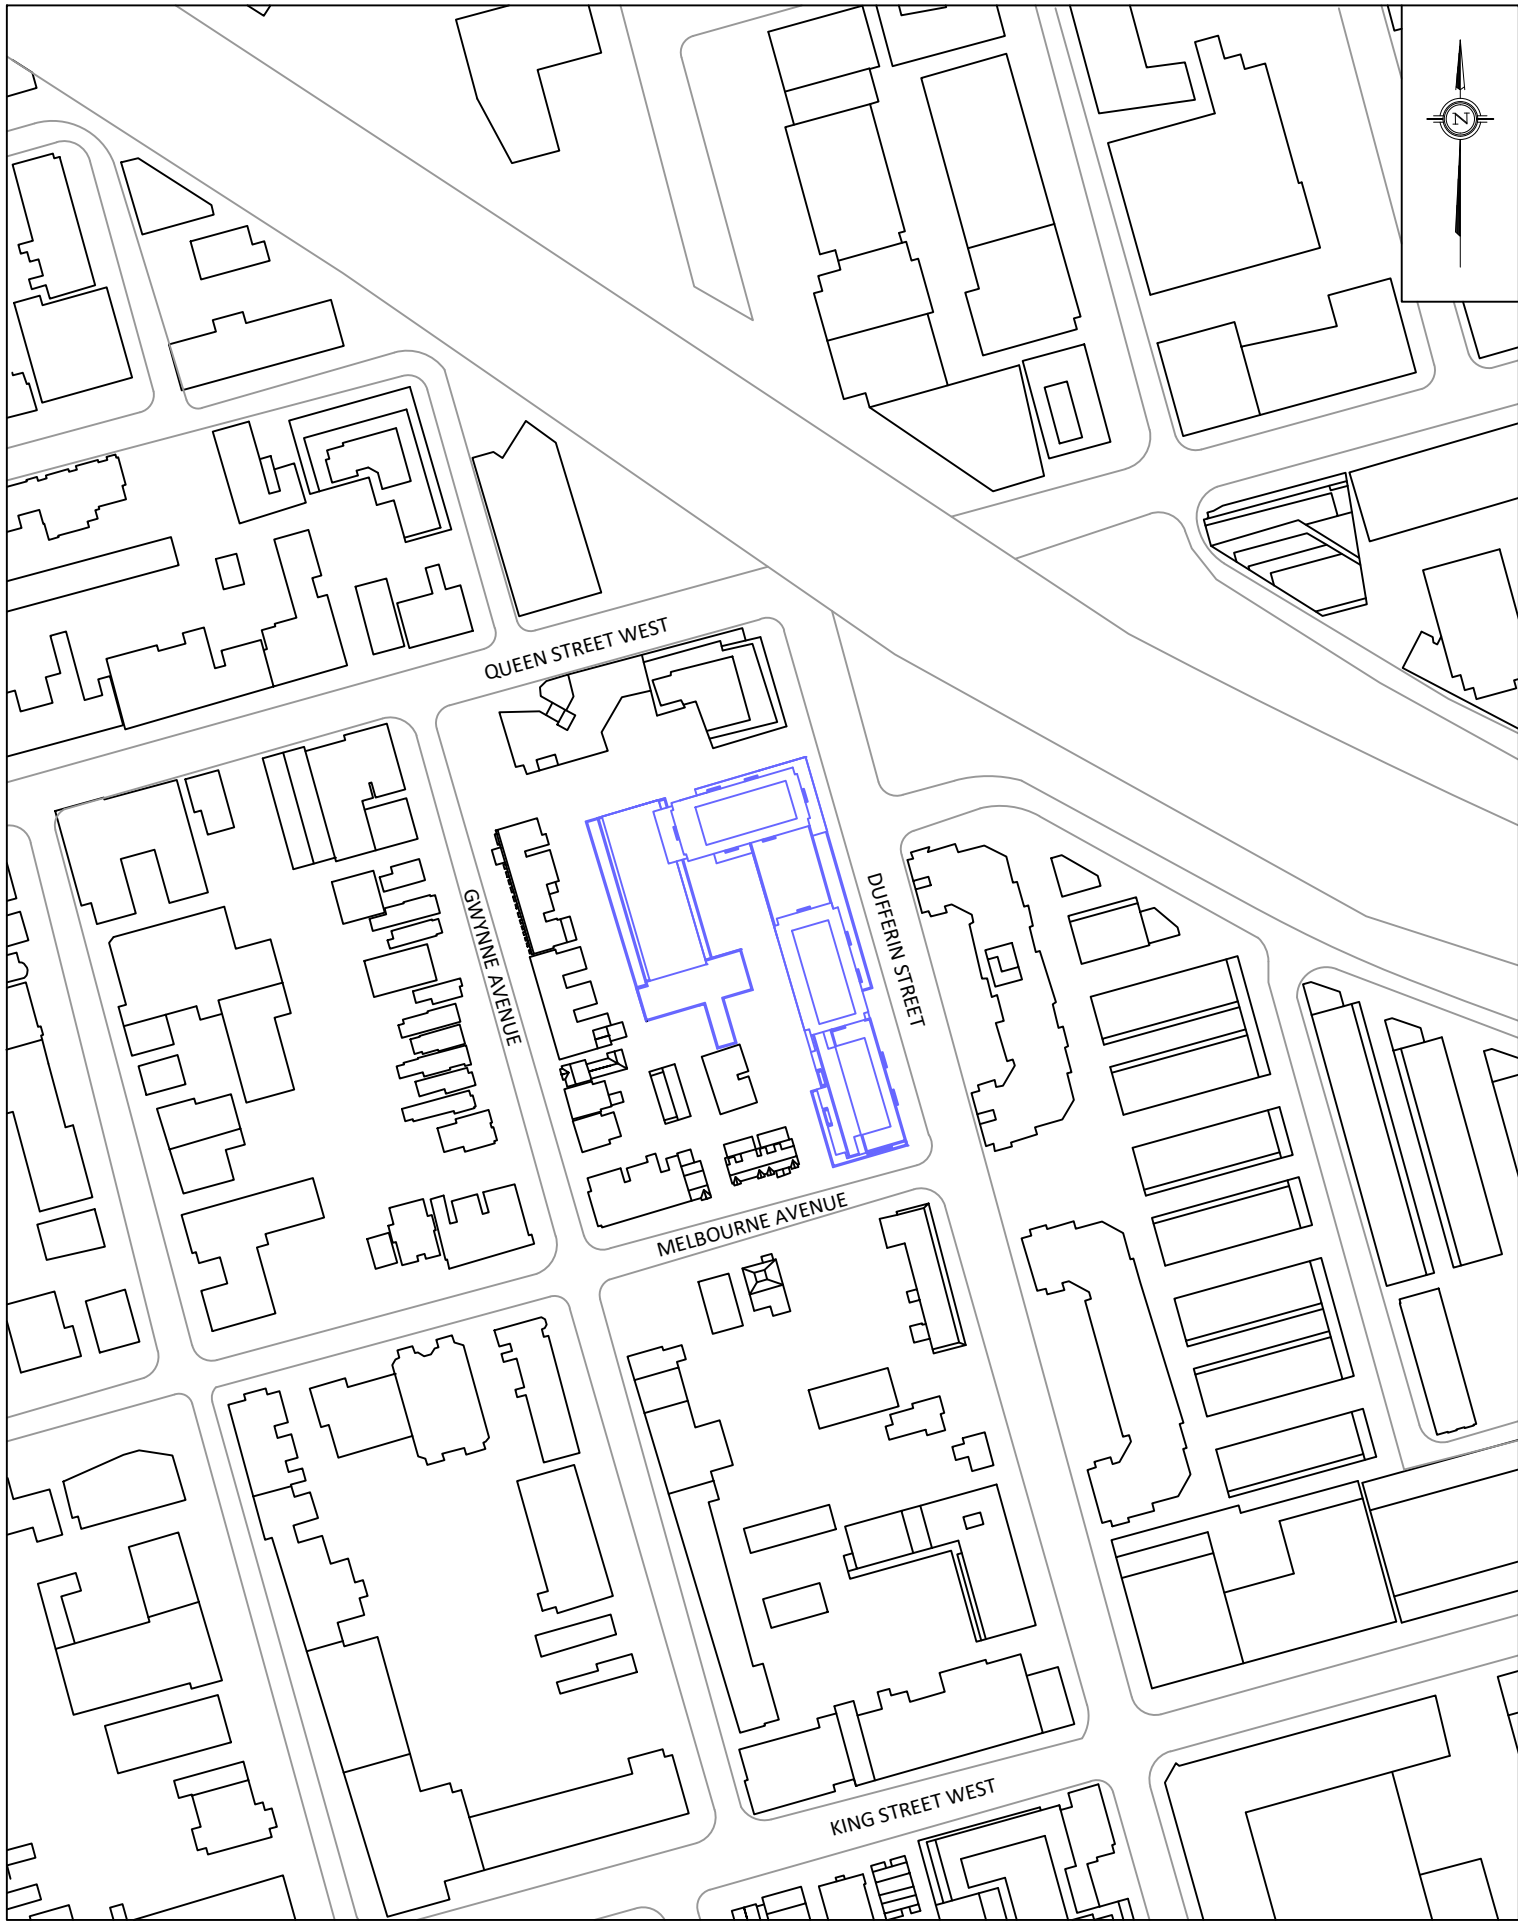 N
QUEEN STREET WEST
GWYNNE AVENUE
DUFFERIN STREET
MELBOURNE AVENUE
KING STREET WEST